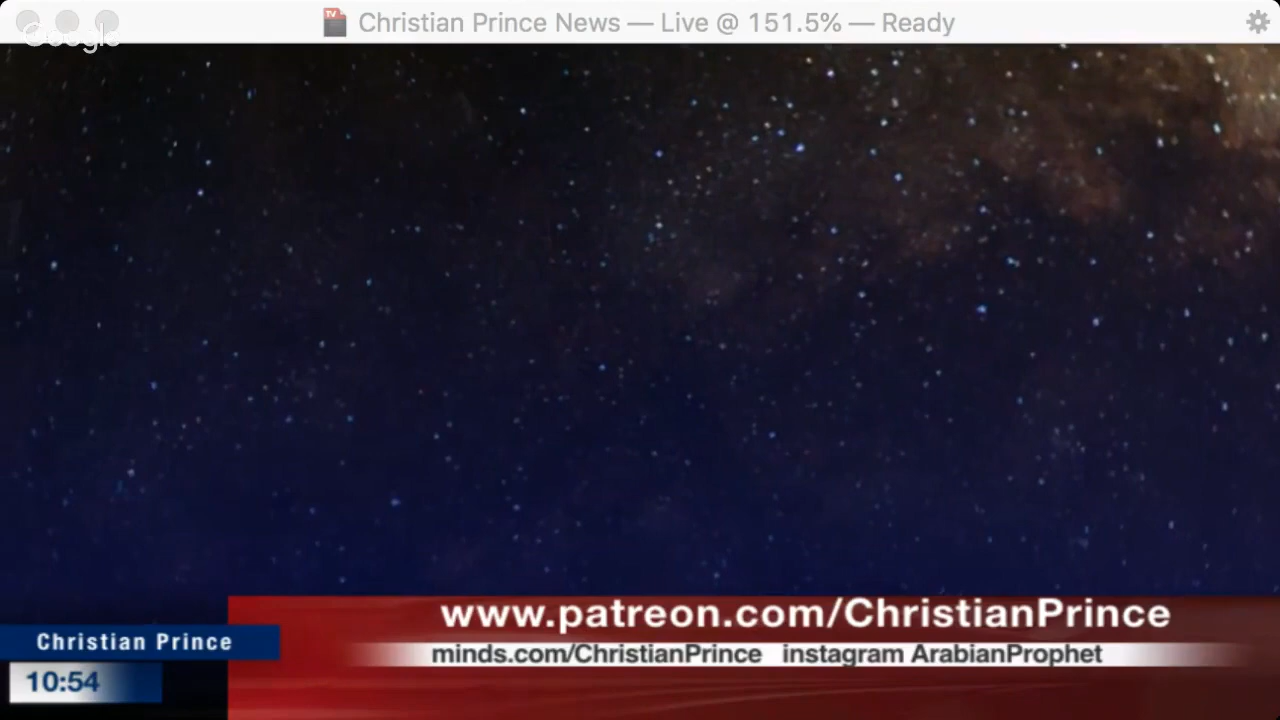 Christian Prince News — Live @ 151.5% — Ready
Google
www.patreon.com/ChristianPrince
Christian Prince
minds.com/ChristianPrince instagram ArabianProphet
10:54